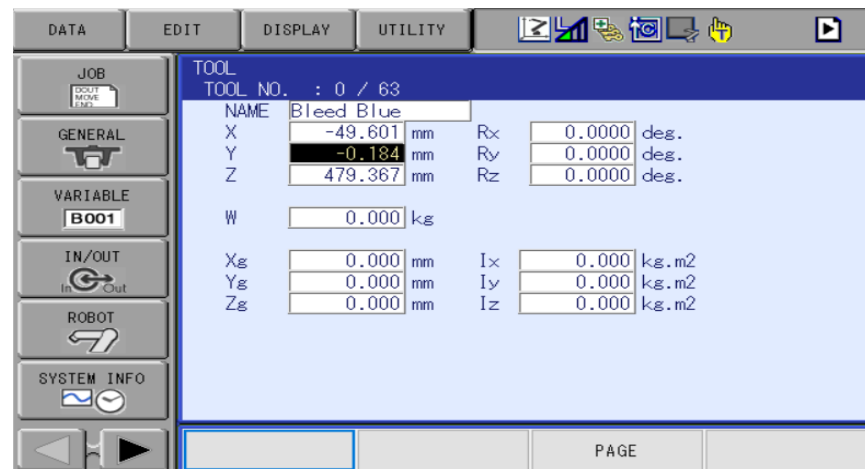 DATA EDIT DISPLAY UTILITY
JOB
DOUT
MOVE
END
GENERAL
VARIABLE
B001
IN/OUT
In Out
ROBOT
SYSTEM INFO
TOOL
TOOL NO. : 0 / 63
NAME Bleed Blue
X -49.601 mm Rx 0.0000 deg.
Y -0.184 mm Ry 0.0000 deg.
Z 479.367 mm Rz 0.0000 deg.
W 0.000 kg
Xg 0.000 mm Ix 0.000 kg.m2
Yg 0.000 mm Iy 0.000 kg.m2
Zg 0.000 mm Iz 0.000 kg.m2
PAGE